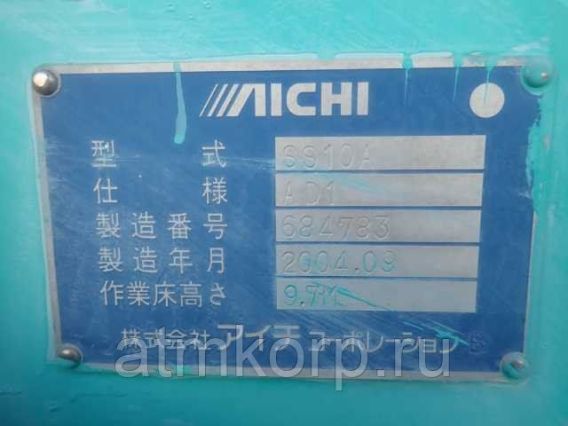 AICHI
型式 SS10A
仕様 AD1
製造番号 684783
製造年月 2004.09
作業床高さ 9.7M
株式会社 アイチコーポレーション
atmkorp.ru